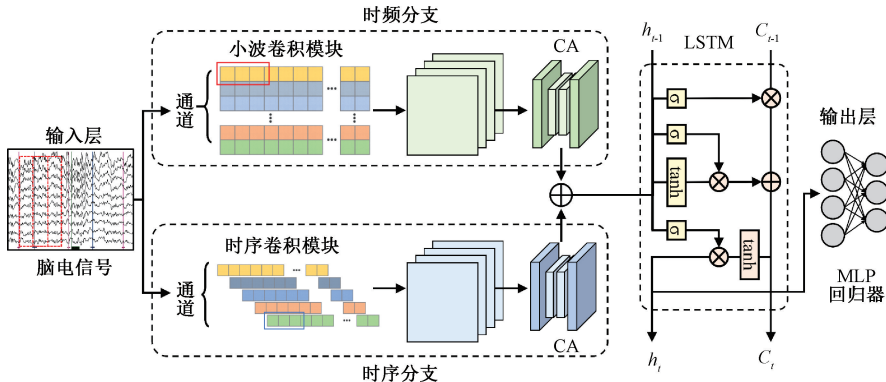 时频分支
小波卷积模块
CA
通道
...
输入层
脑电信号
时序卷积模块
通道
...
CA
时序分支
h_{t-1}
LSTM
C_{t-1}
σ
σ
tanh
σ
tanh
h_t
C_t
输出层
MLP
回归器